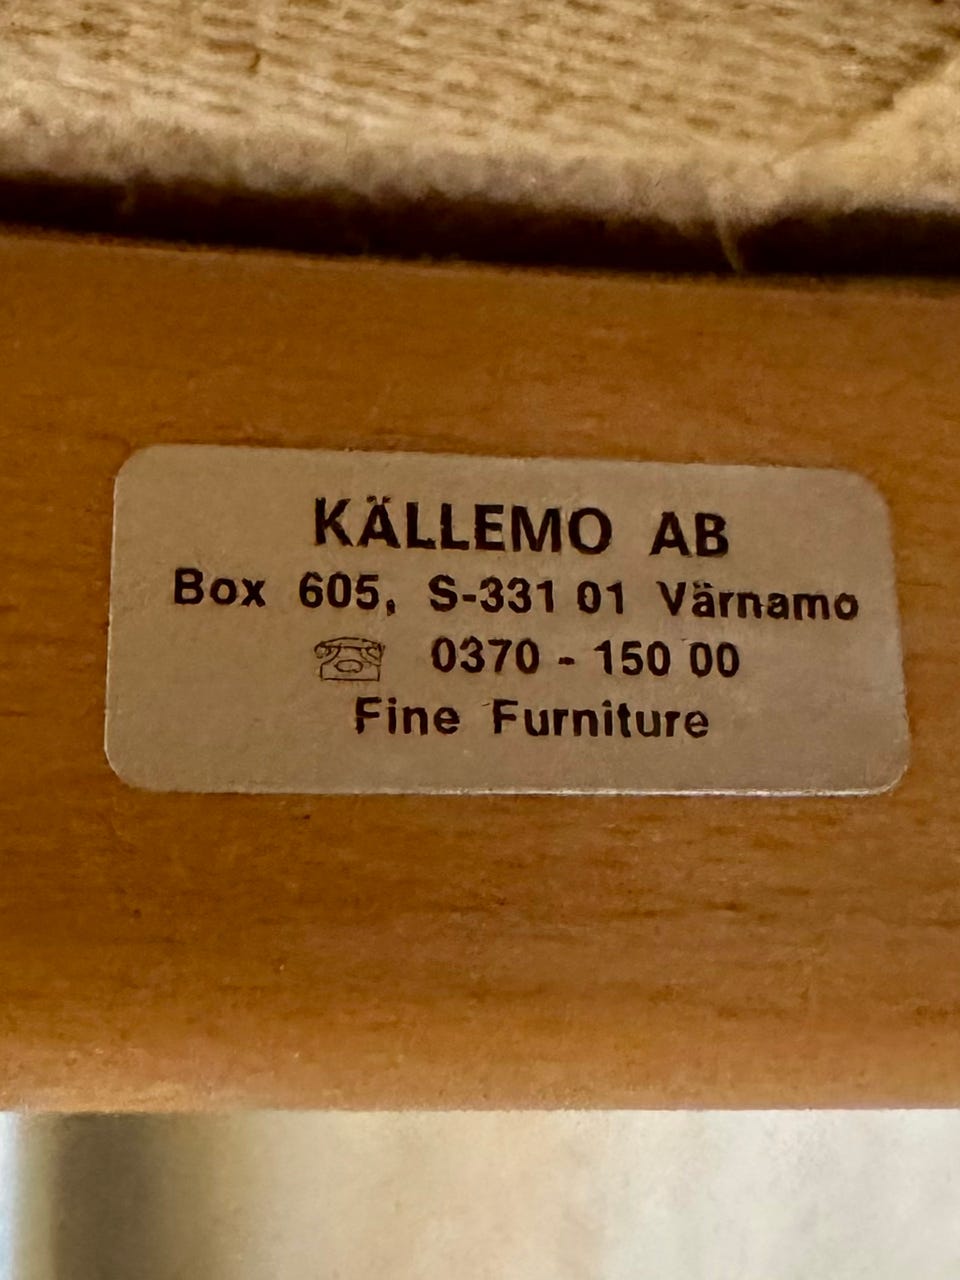 KÄLLEMO AB
Box 605, S-331 01 Värnamo
☏ 0370 - 150 00
Fine Furniture